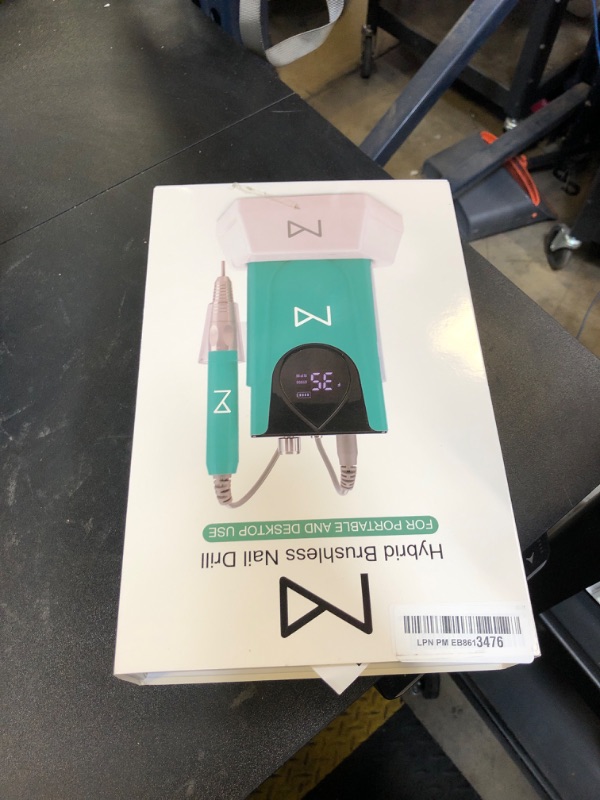 Hybrid Brushless Nail Drill
FOR PORTABLE AND DESKTOP USE
35
LPN PM EB8613476